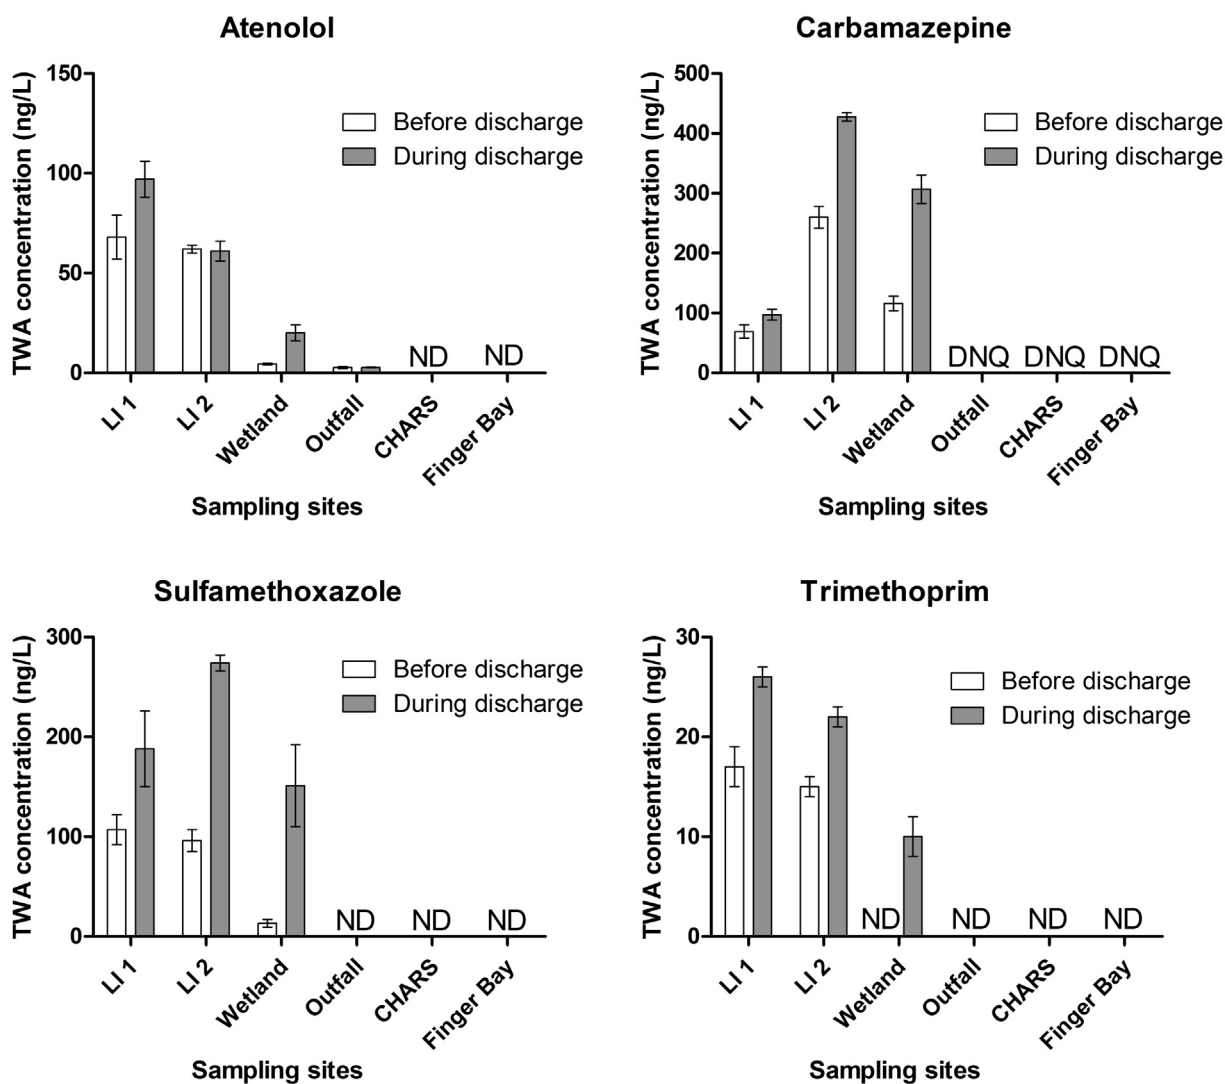 Atenolol
TWA concentration (ng/L)
150
100
50
0
Before discharge
During discharge
ND
ND
LI 1
LI 2
Wetland
Outfall
CHARS
Finger Bay
Sampling sites
Carbamazepine
TWA concentration (ng/L)
500
400
300
200
100
0
Before discharge
During discharge
DNQ
DNQ
DNQ
LI 1
LI 2
Wetland
Outfall
CHARS
Finger Bay
Sampling sites
Sulfamethoxazole
TWA concentration (ng/L)
300
200
100
0
Before discharge
During discharge
ND
ND
ND
LI 1
LI 2
Wetland
Outfall
CHARS
Finger Bay
Sampling sites
Trimethoprim
TWA concentration (ng/L)
30
20
10
0
Before discharge
During discharge
ND
ND
ND
ND
LI 1
LI 2
Wetland
Outfall
CHARS
Finger Bay
Sampling sites